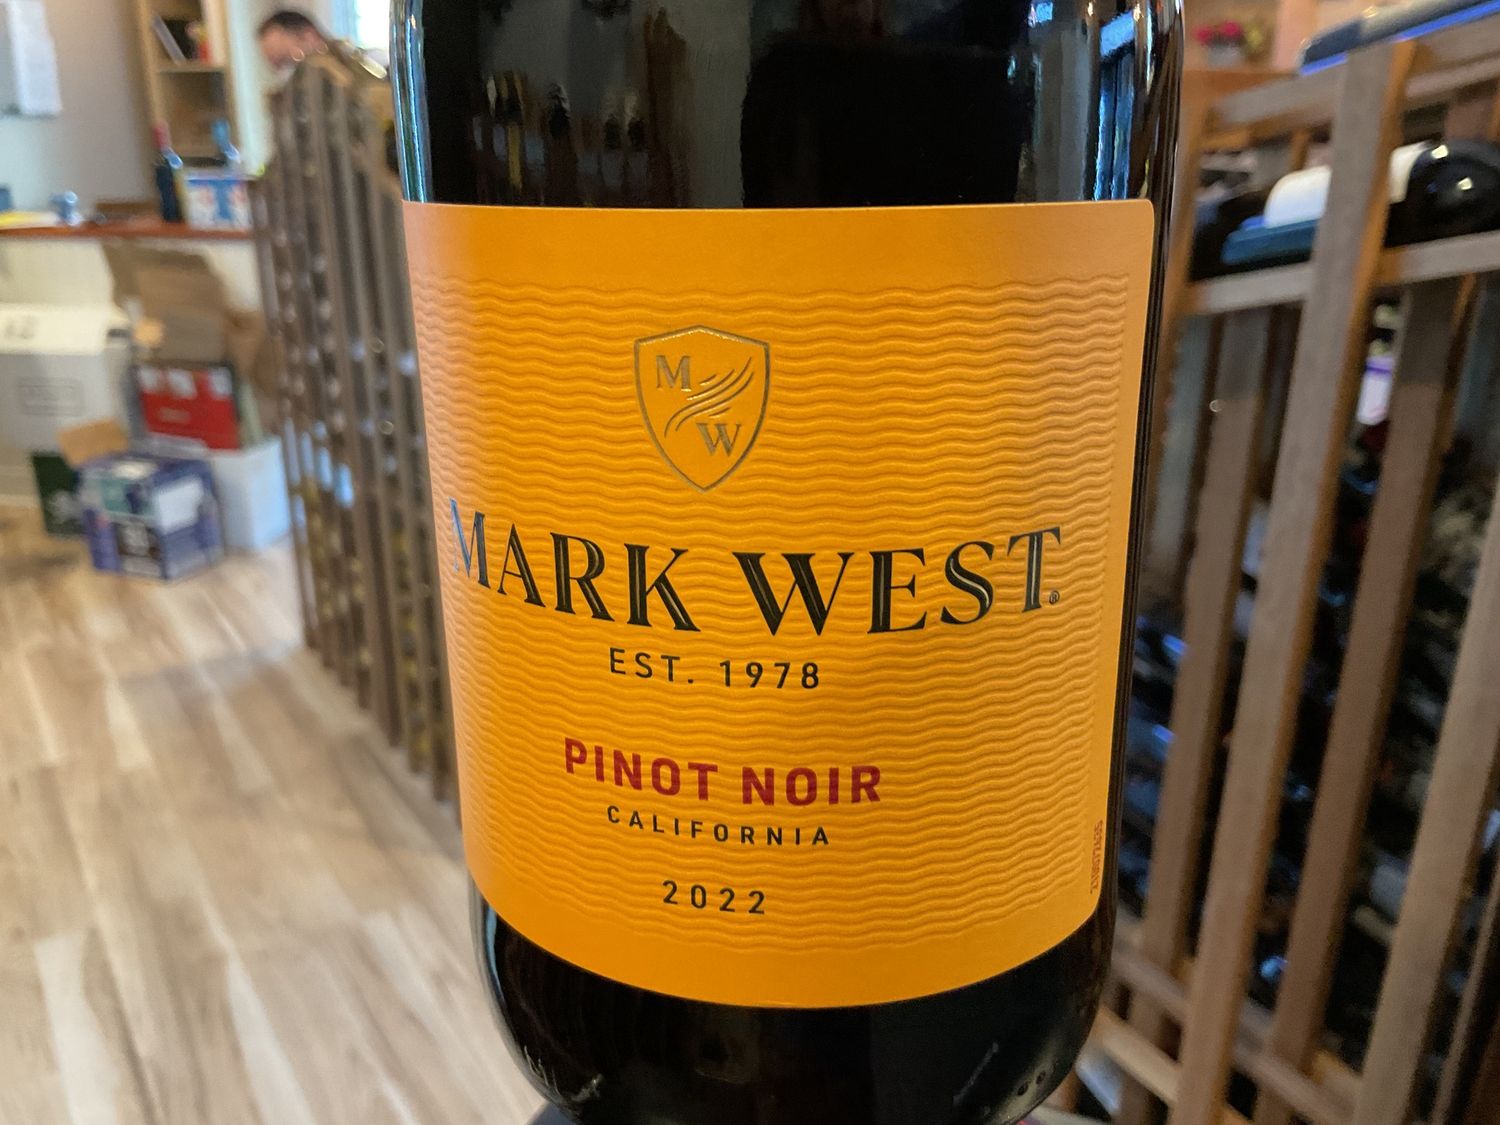 M
W
MARK WEST®
EST. 1978
PINOT NOIR
CALIFORNIA
2022